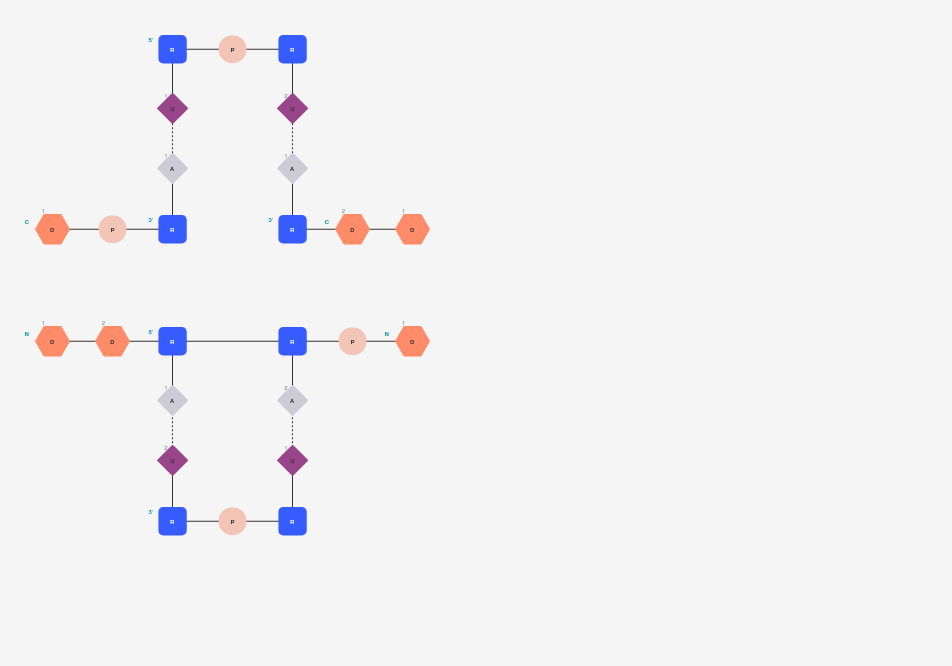 5' R P R
1 U 2 U
1 A 1 A
C 1 D P 3' R 3' R C 2 D 1 D
N 1 D 2 D 5' R R P N 1 D
1 A 2 A
2 U 1 U
3' R P R